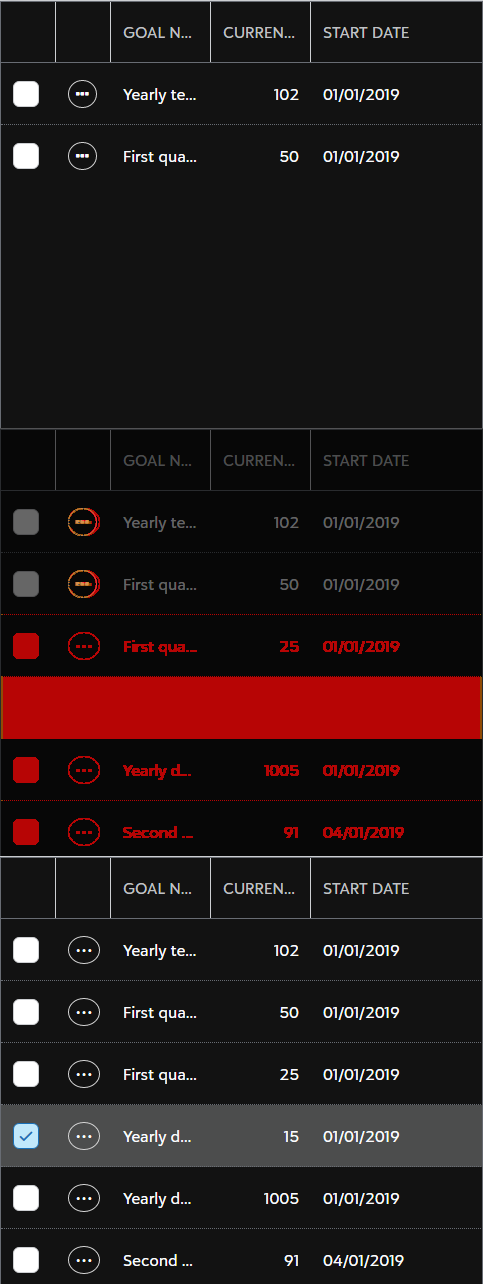 GOAL N... CURREN... START DATE
Yearly te... 102 01/01/2019
First qua... 50 01/01/2019
GOAL N... CURREN... START DATE
Yearly te... 102 01/01/2019
First qua... 50 01/01/2019
First qua... 25 01/01/2019
Yearly d... 1005 01/01/2019
Second ... 91 04/01/2019
GOAL N... CURREN... START DATE
Yearly te... 102 01/01/2019
First qua... 50 01/01/2019
First qua... 25 01/01/2019
Yearly d... 15 01/01/2019
Yearly d... 1005 01/01/2019
Second ... 91 04/01/2019